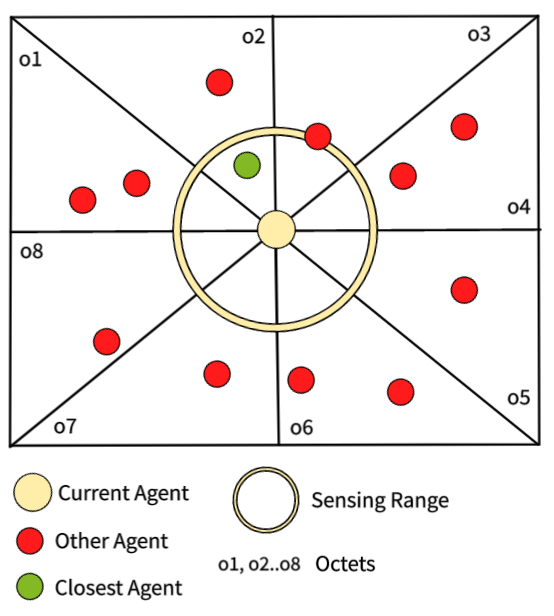 o1
o2
o3
o4
o8
o5
o7
o6
Current Agent
Sensing Range
Other Agent
o1, o2..o8 Octets
Closest Agent